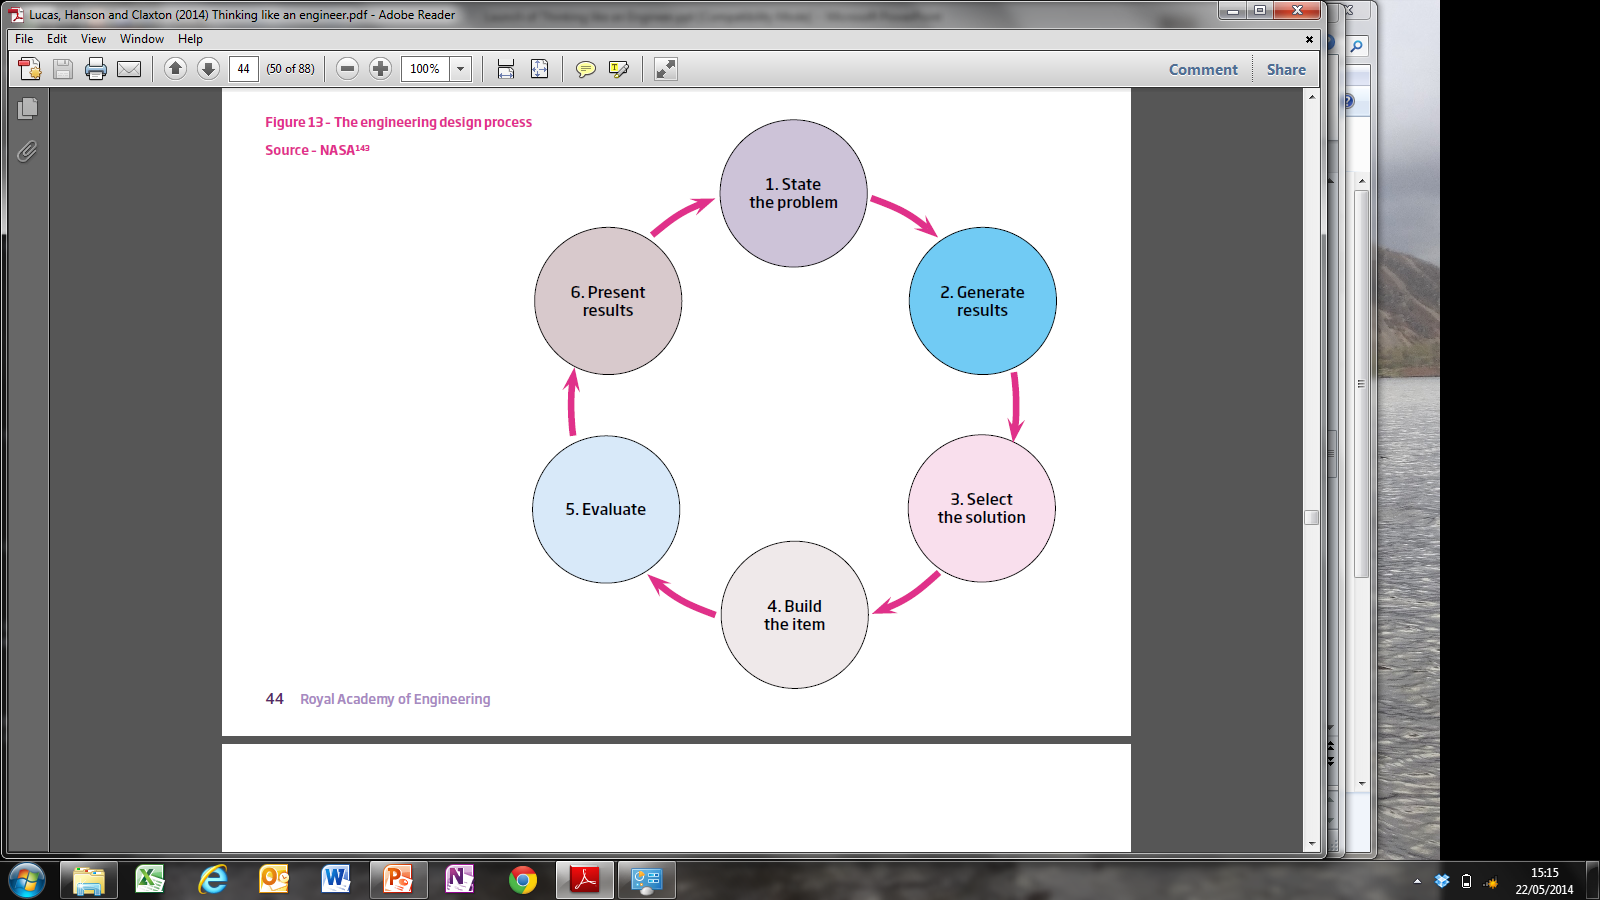 Lucas, Hanson and Claxton (2014) Thinking like an engineer.pdf - Adobe Reader
File Edit View Window Help
44 (50 of 88) 100% Comment Share
Figure 13 - The engineering design process
Source - NASA143
1. State
the problem
2. Generate
results
3. Select
the solution
4. Build
the item
5. Evaluate
6. Present
results
44 Royal Academy of Engineering
15:15
22/05/2014